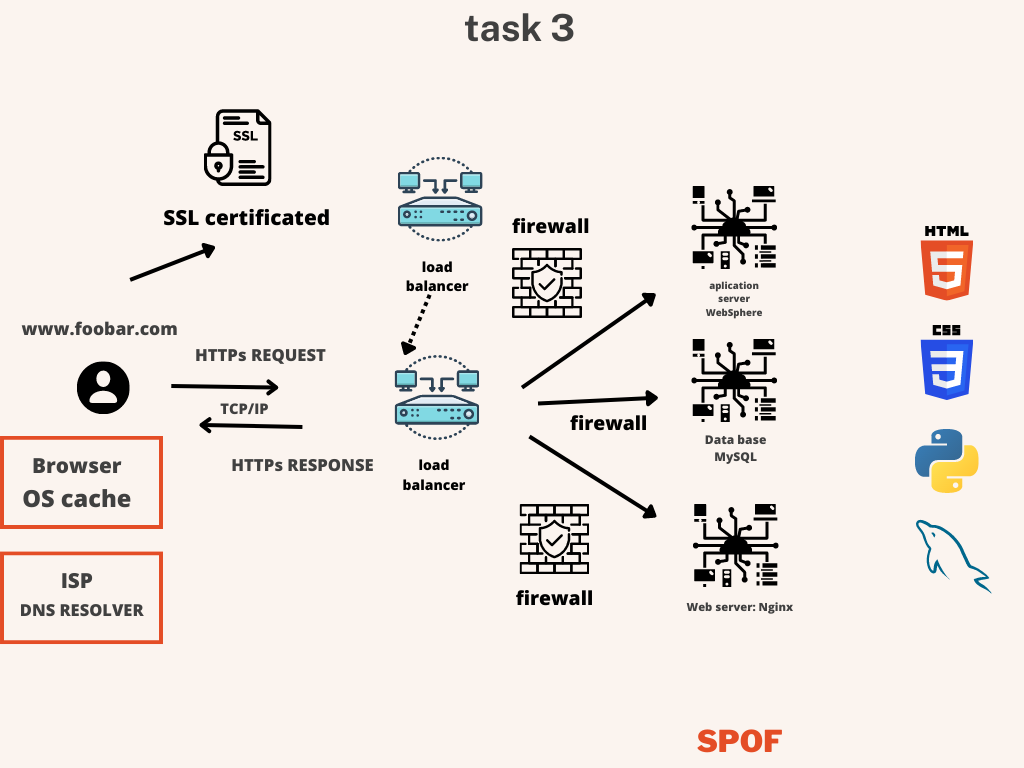 task 3
SSL
SSL certificated
load
balancer
firewall
aplication
server
WebSphere
HTML
5
www.foobar.com
HTTPs REQUEST
TCP/IP
HTTPs RESPONSE
load
balancer
firewall
Data base
MySQL
CSS
3
Browser
OS cache
ISP
DNS RESOLVER
firewall
Web server: Nginx
SPOF